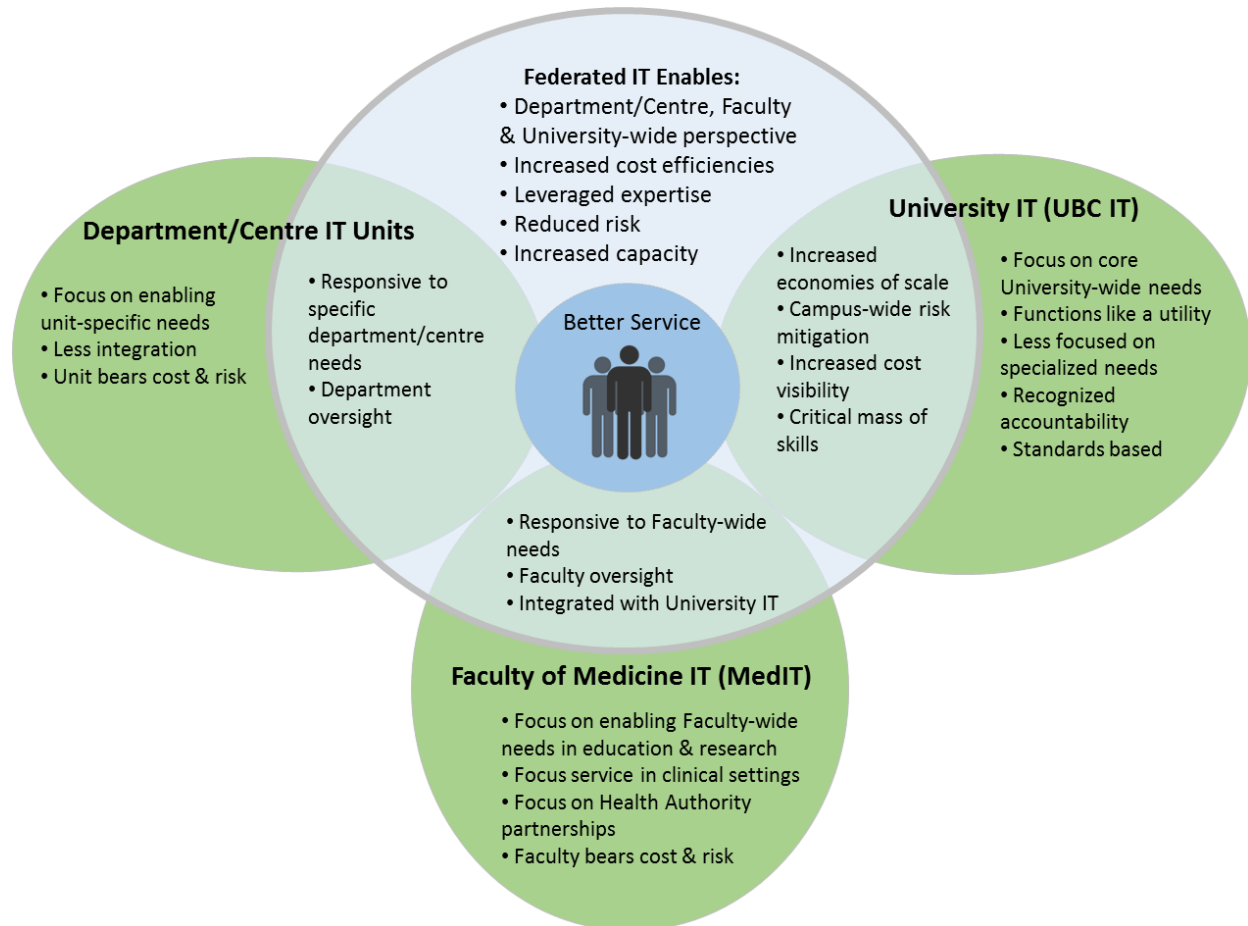 Federated IT Enables:
• Department/Centre, Faculty
& University-wide perspective
• Increased cost efficiencies
• Leveraged expertise
• Reduced risk
• Increased capacity
Department/Centre IT Units
• Focus on enabling
unit-specific needs
• Less integration
• Unit bears cost & risk
• Responsive to
specific
department/centre
needs
• Department
oversight
Better Service
University IT (UBC IT)
• Increased
economies of scale
• Campus-wide risk
mitigation
• Increased cost
visibility
• Critical mass of
skills
• Focus on core
University-wide needs
• Functions like a utility
• Less focused on
specialized needs
• Recognized
accountability
• Standards based
• Responsive to Faculty-wide
needs
• Faculty oversight
• Integrated with University IT
Faculty of Medicine IT (MedIT)
• Focus on enabling Faculty-wide
needs in education & research
• Focus service in clinical settings
• Focus on Health Authority
partnerships
• Faculty bears cost & risk